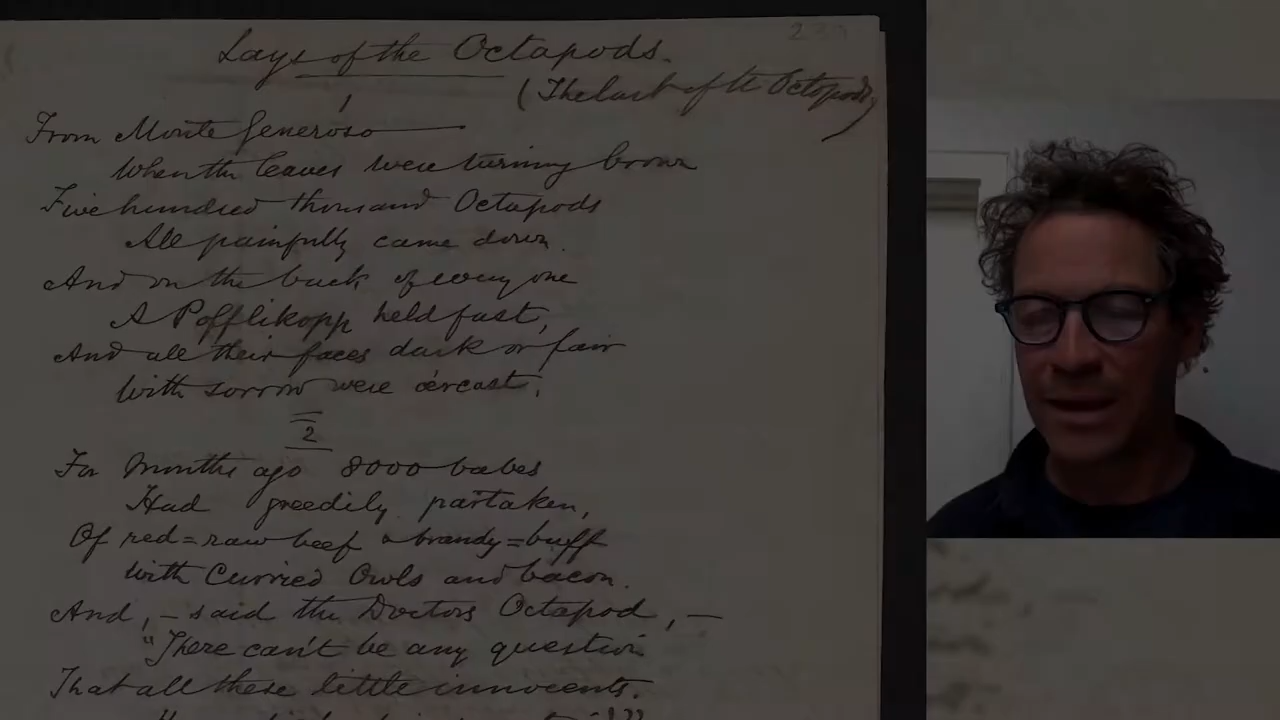 239
Lays of the Octapods.
(The last of the Octopods)
1
From Monte Generoso
When the leaves were turning brown
Five hundred thousand Octapods
All painfully came down.
And on the back of every one
A Pofflikopp held fast,
And all their faces dark or fair
With sorrow were o'ercast;
2
For months ago 8000 babes
Had greedily partaken,
Of red=raw beef & brandy=buff
With Curried Owls and bacon.
And, – said the Doctors Octapod, –
"There can't be any question
That all these little innocents.